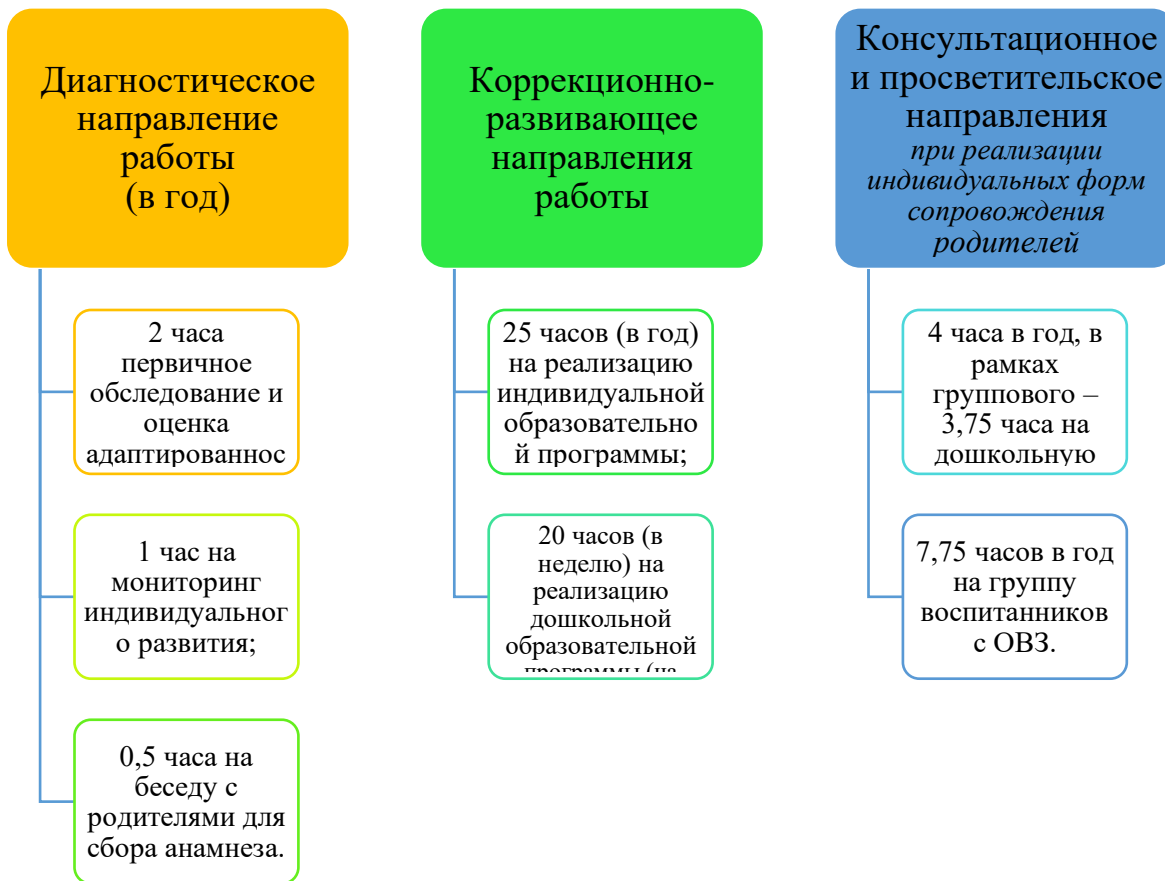 Диагностическое
направление
работы
(в год)
2 часа
первичное
обследование и
оценка
адаптированнос
1 час на
мониторинг
индивидуальног
о развития;
0,5 часа на
беседу с
родителями для
сбора анамнеза.
Коррекционно-
развивающее
направления
работы
25 часов (в год)
на реализацию
индивидуальной
образовательно
й программы;
20 часов (в
неделю) на
реализацию
дошкольной
образовательной
программы (на
Консультационное
и просветительское
направления
при реализации
индивидуальных форм
сопровождения
родителей
4 часа в год, в
рамках
группового –
3,75 часа на
дошкольную
7,75 часов в год
на группу
воспитанников
с ОВЗ.